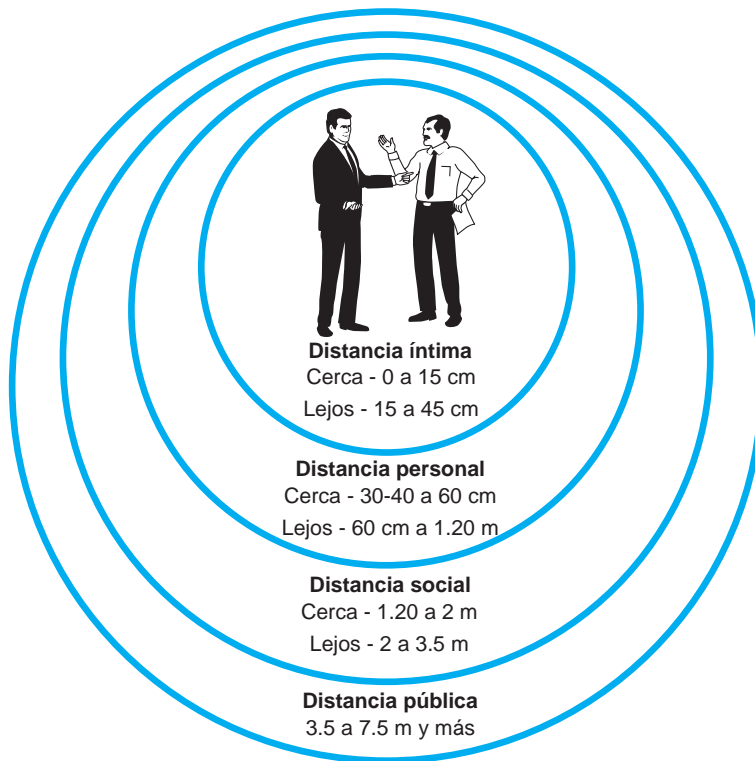 Distancia íntima
Cerca - 0 a 15 cm
Lejos - 15 a 45 cm
Distancia personal
Cerca - 30-40 a 60 cm
Lejos - 60 cm a 1.20 m
Distancia social
Cerca - 1.20 a 2 m
Lejos - 2 a 3.5 m
Distancia pública
3.5 a 7.5 m y más